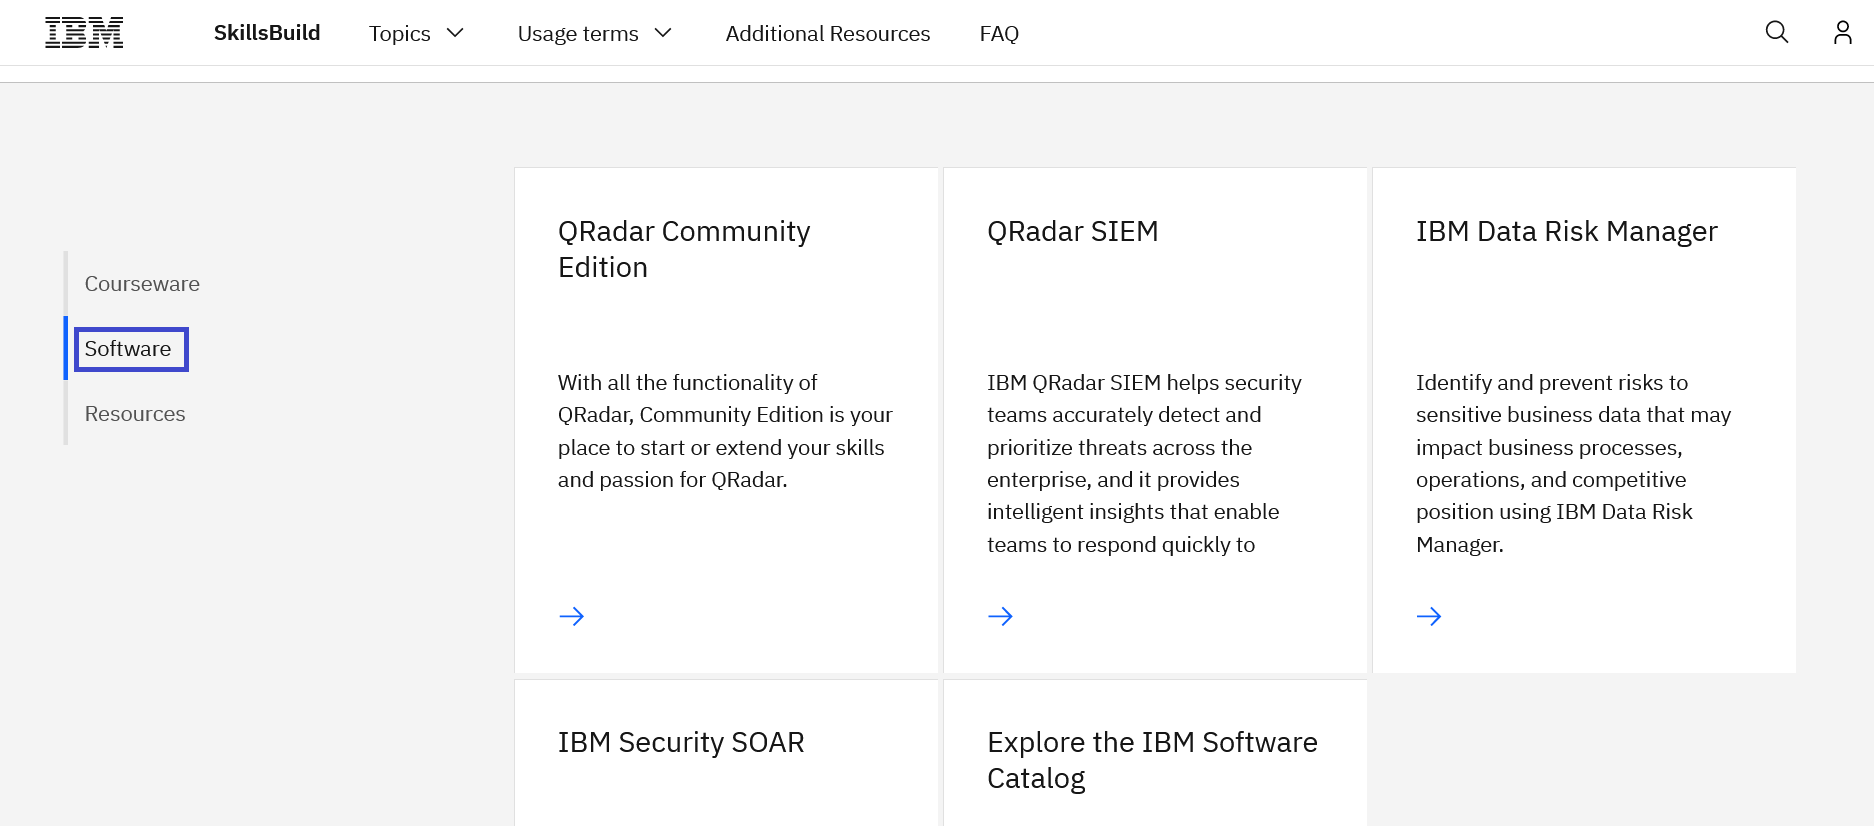 IBM SkillsBuild Topics Usage terms Additional Resources FAQ
Courseware
Software
Resources
QRadar Community
Edition
With all the functionality of
QRadar, Community Edition is your
place to start or extend your skills
and passion for QRadar.
QRadar SIEM
IBM QRadar SIEM helps security
teams accurately detect and
prioritize threats across the
enterprise, and it provides
intelligent insights that enable
teams to respond quickly to
IBM Data Risk Manager
Identify and prevent risks to
sensitive business data that may
impact business processes,
operations, and competitive
position using IBM Data Risk
Manager.
IBM Security SOAR
Explore the IBM Software
Catalog